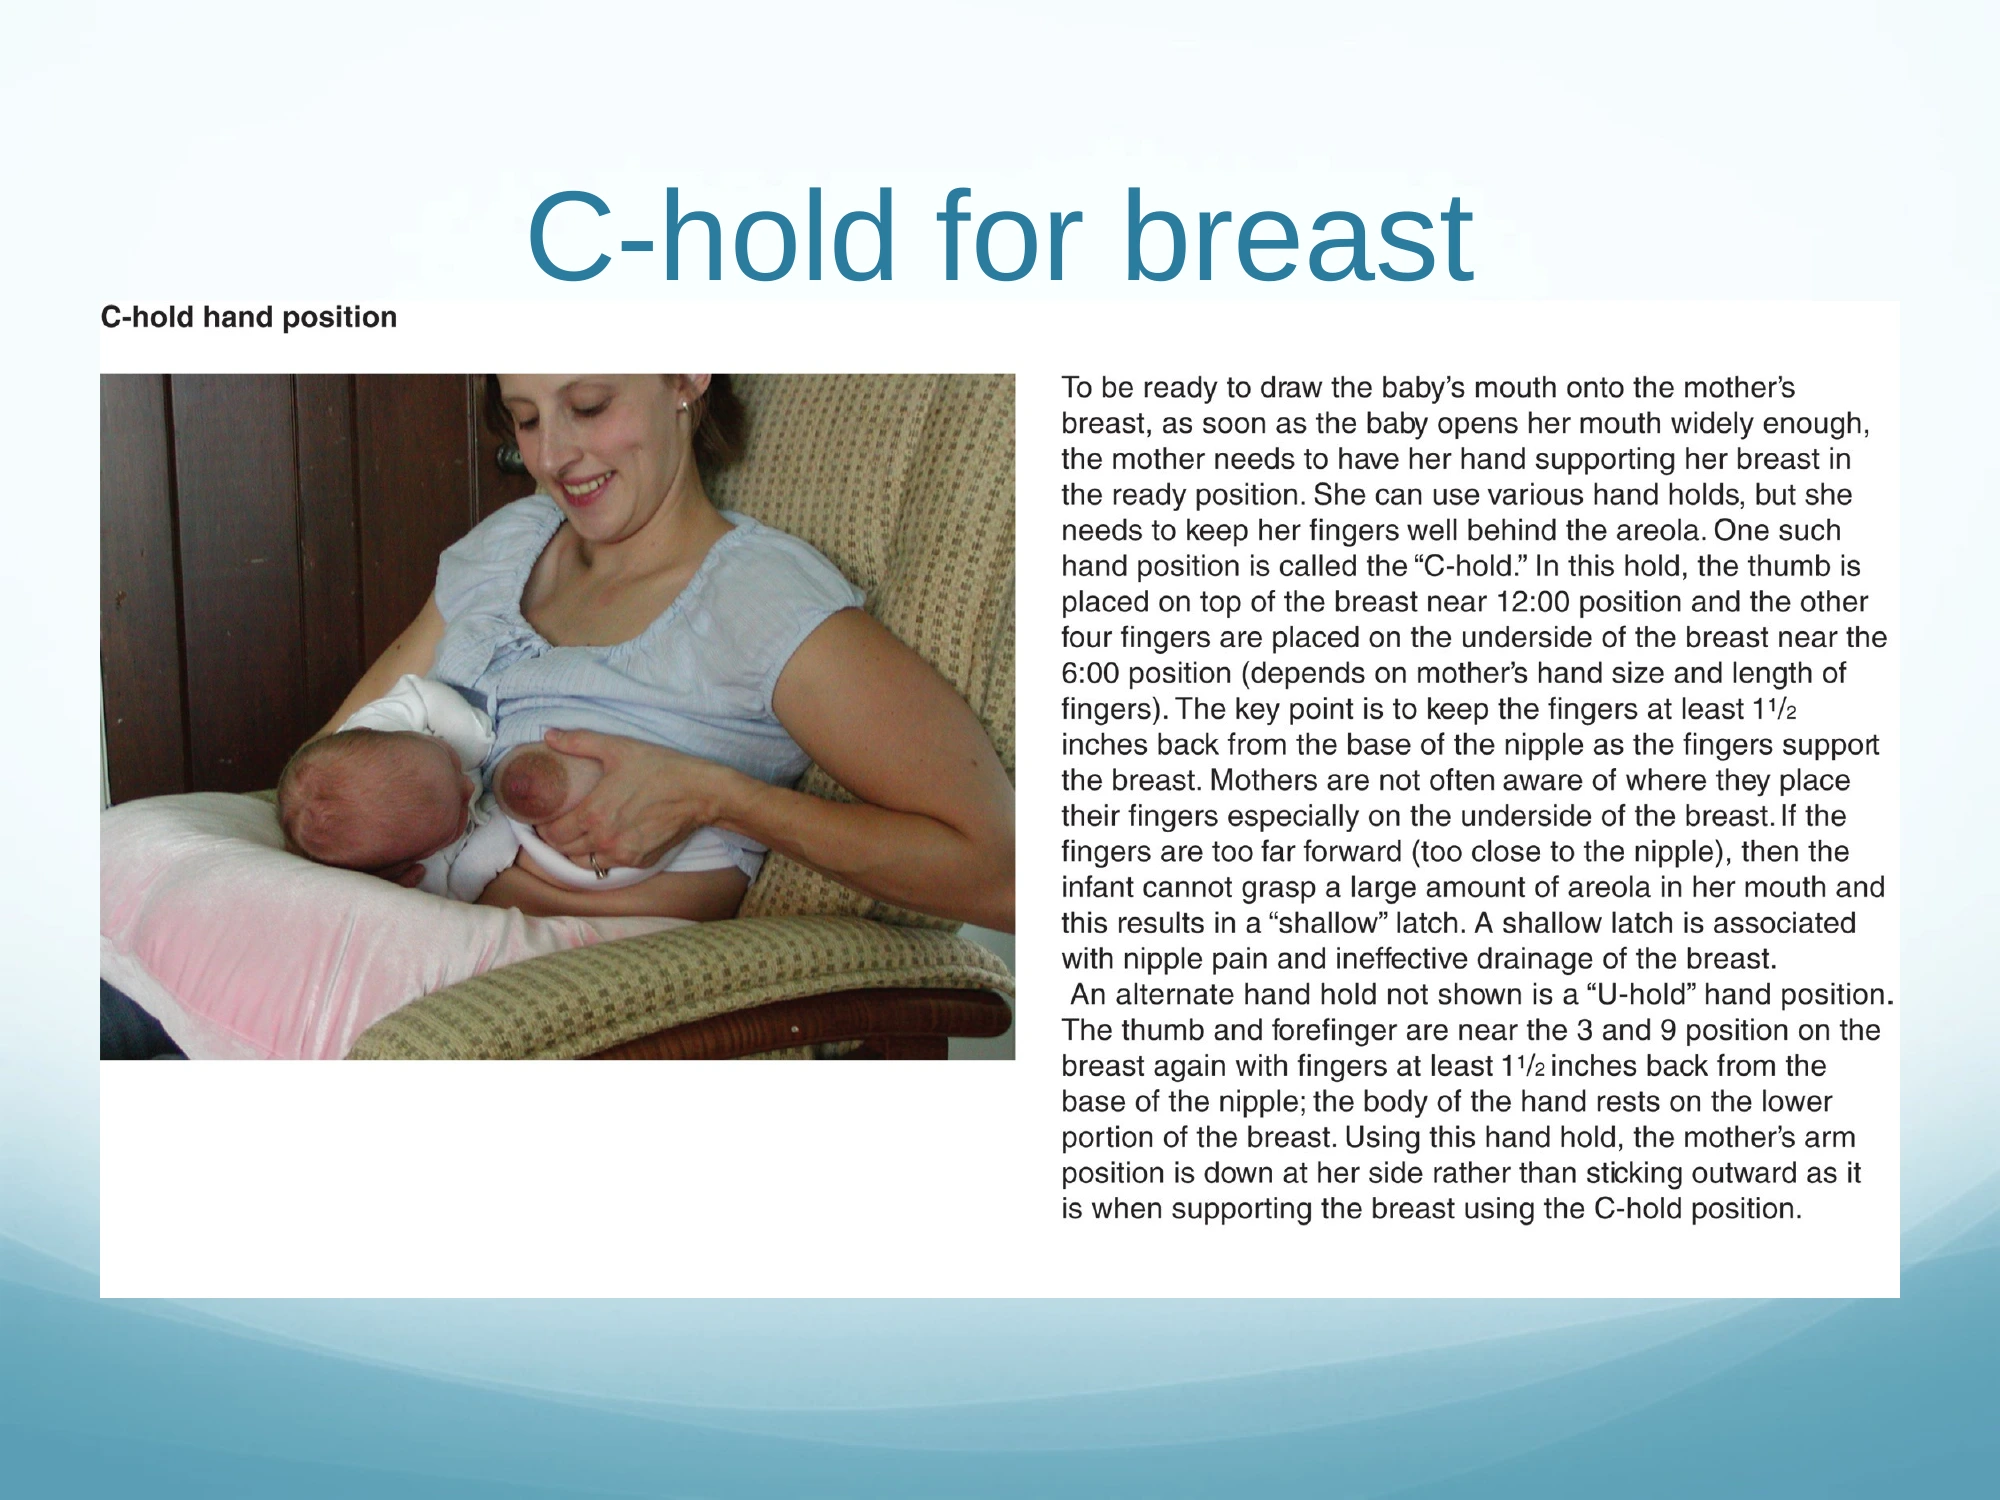 C-hold for breast
C-hold hand position
To be ready to draw the baby’s mouth onto the mother’s
breast, as soon as the baby opens her mouth widely enough,
the mother needs to have her hand supporting her breast in
the ready position. She can use various hand holds, but she
needs to keep her fingers well behind the areola. One such
hand position is called the “C-hold.” In this hold, the thumb is
placed on top of the breast near 12:00 position and the other
four fingers are placed on the underside of the breast near the
6:00 position (depends on mother’s hand size and length of
fingers). The key point is to keep the fingers at least 1 1/2
inches back from the base of the nipple as the fingers support
the breast. Mothers are not often aware of where they place
their fingers especially on the underside of the breast. If the
fingers are too far forward (too close to the nipple), then the
infant cannot grasp a large amount of areola in her mouth and
this results in a “shallow” latch. A shallow latch is associated
with nipple pain and ineffective drainage of the breast.
An alternate hand hold not shown is a “U-hold” hand position.
The thumb and forefinger are near the 3 and 9 position on the
breast again with fingers at least 1 1/2 inches back from the
base of the nipple; the body of the hand rests on the lower
portion of the breast. Using this hand hold, the mother’s arm
position is down at her side rather than sticking outward as it
is when supporting the breast using the C-hold position.